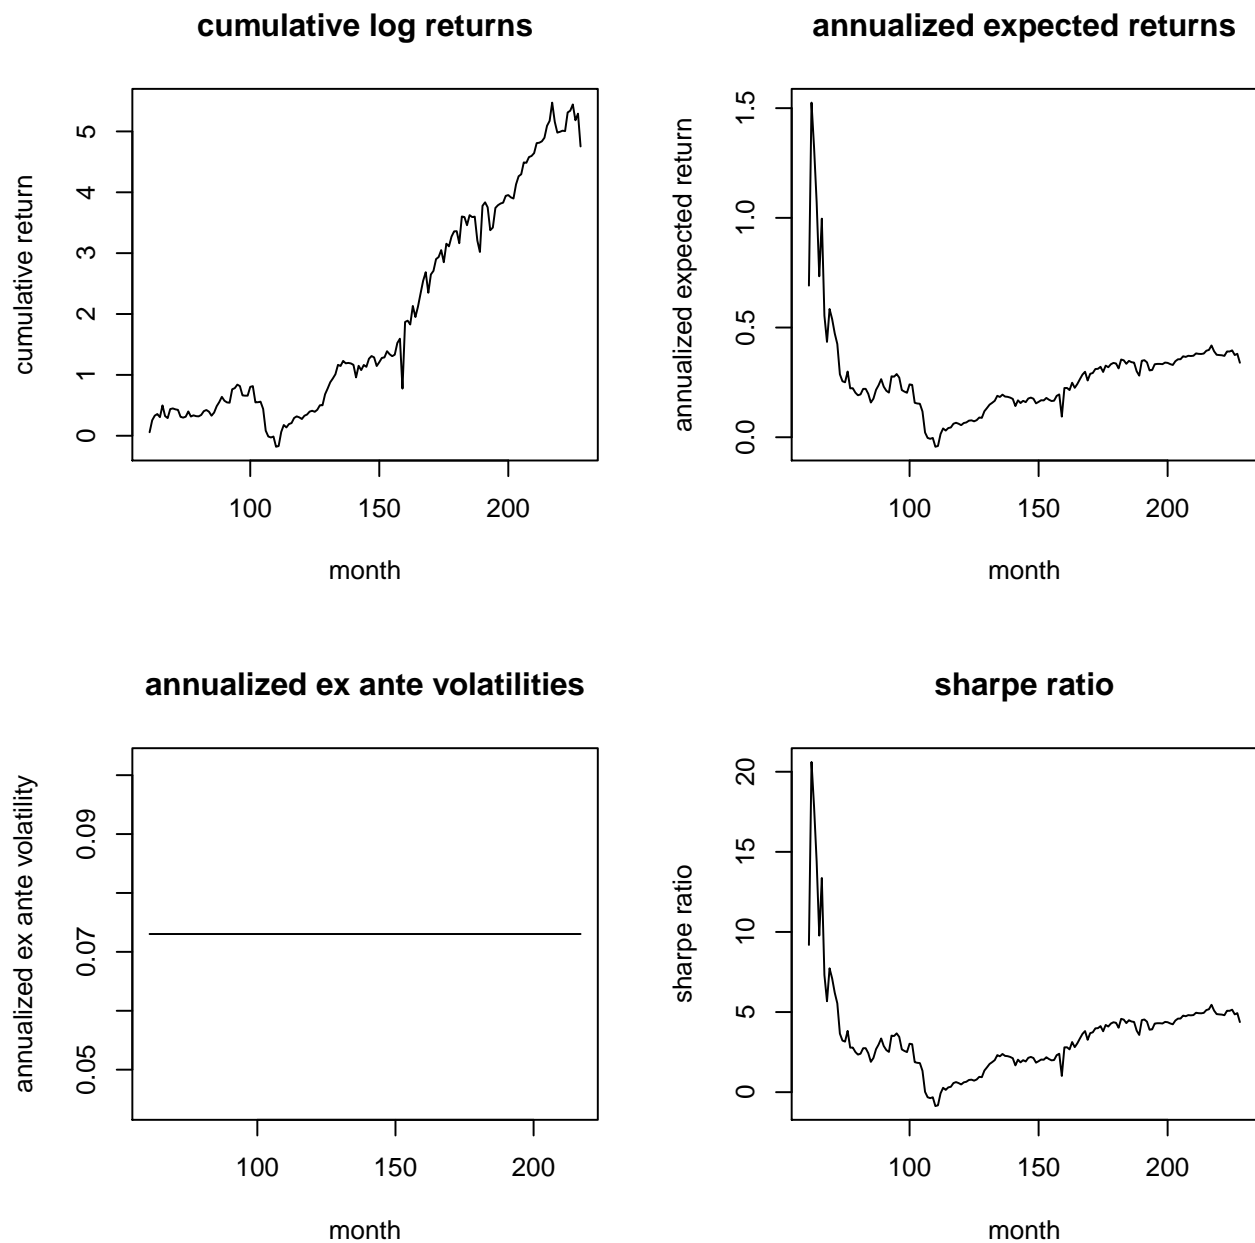 cumulative log returns
cumulative return
5
4
3
2
1
0
100 150 200
month
annualized expected returns
annualized expected return
1.5
1.0
0.5
0.0
100 150 200
month
annualized ex ante volatilities
annualized ex ante volatility
0.09
0.07
0.05
100 150 200
month
sharpe ratio
sharpe ratio
20
15
10
5
0
100 150 200
month